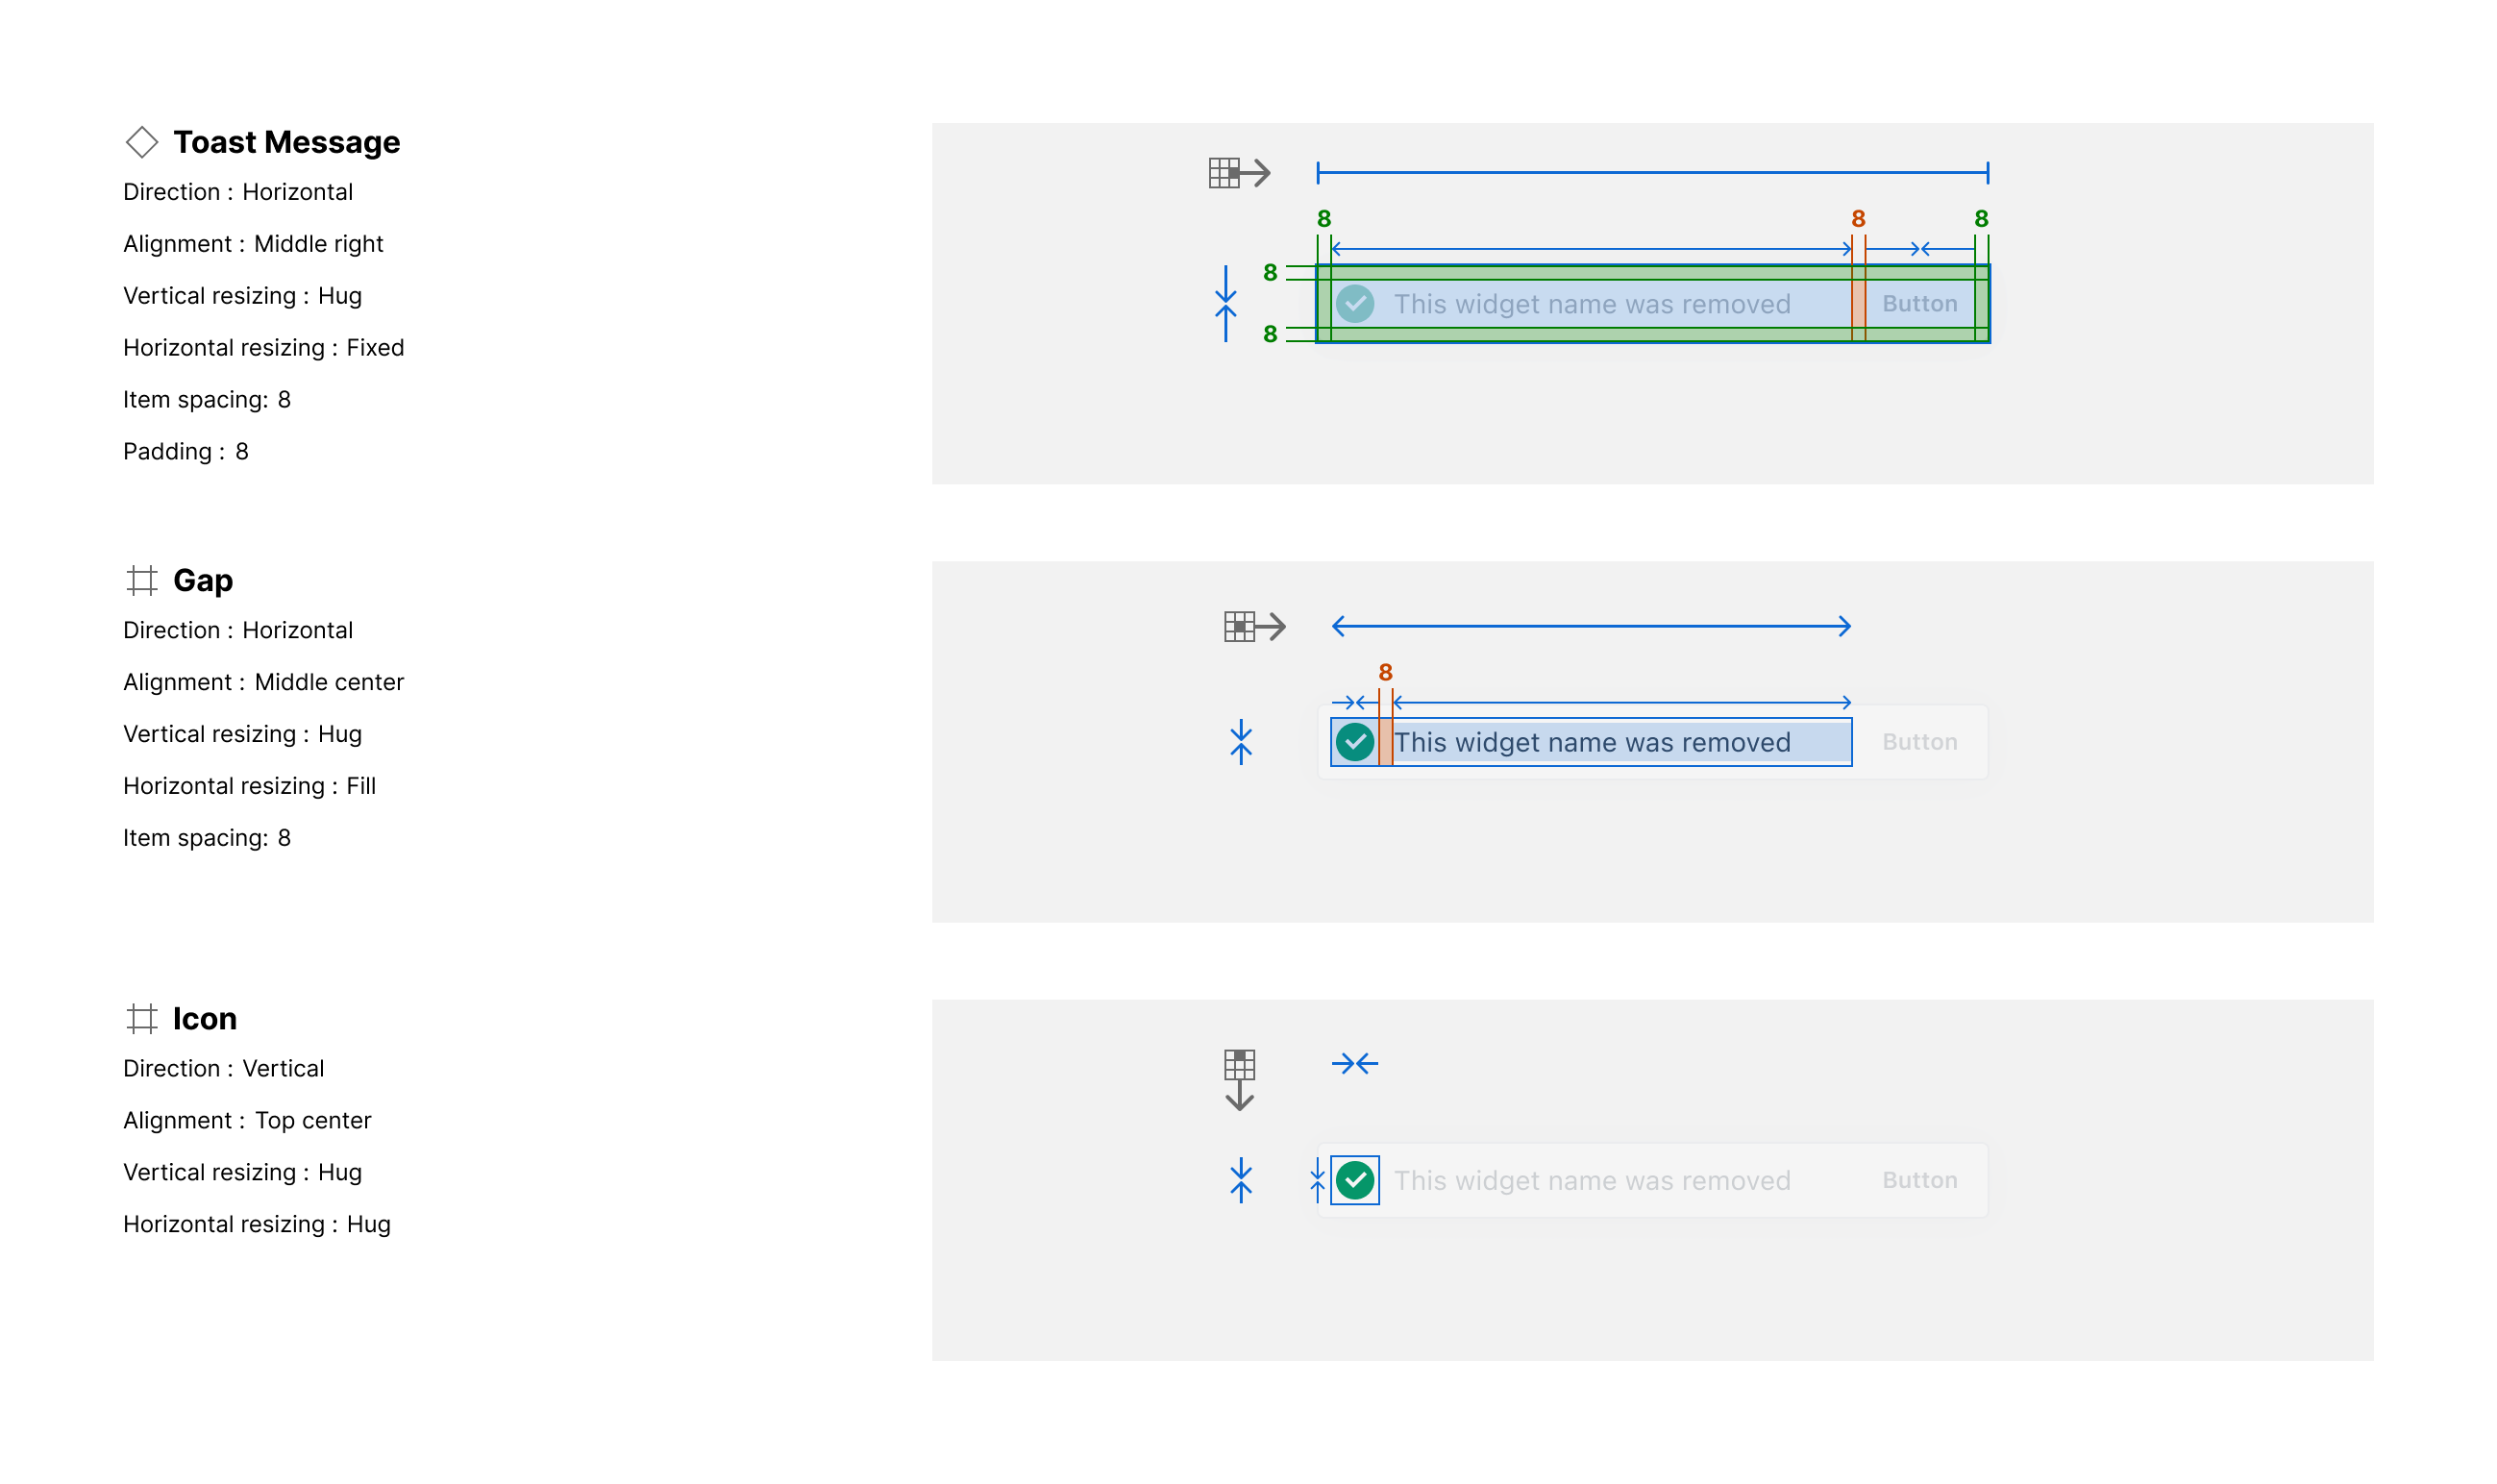 Toast Message
Direction : Horizontal
Alignment : Middle right
Vertical resizing : Hug
Horizontal resizing : Fixed
Item spacing: 8
Padding : 8
8 8 8
8
This widget name was removed Button
8
Gap
Direction : Horizontal
Alignment : Middle center
Vertical resizing : Hug
Horizontal resizing : Fill
Item spacing: 8
8
This widget name was removed Button
Icon
Direction : Vertical
Alignment : Top center
Vertical resizing : Hug
Horizontal resizing : Hug
This widget name was removed Button